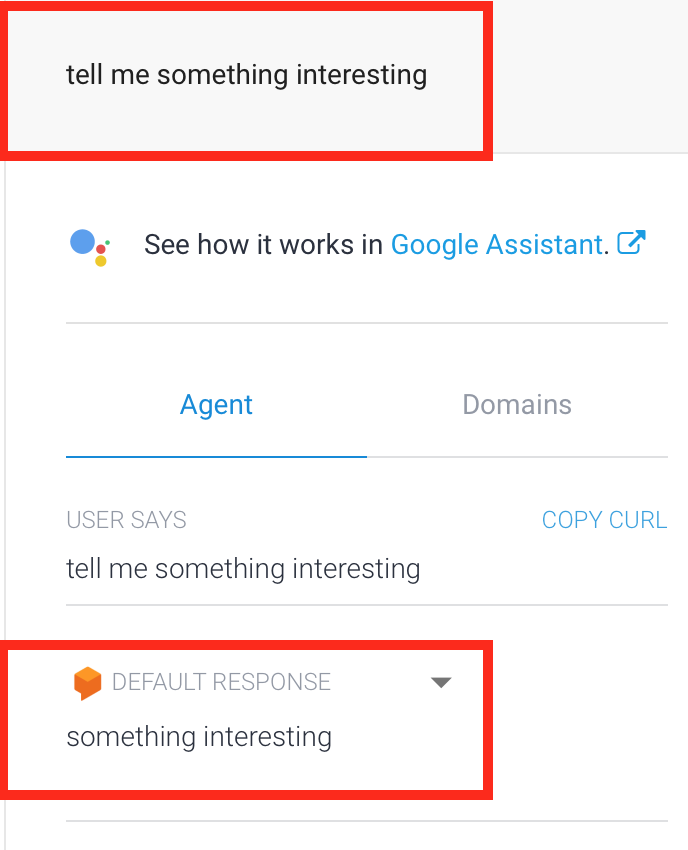 tell me something interesting
See how it works in Google Assistant.
Agent Domains
USER SAYS COPY CURL
tell me something interesting
DEFAULT RESPONSE
something interesting